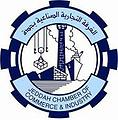 الغرفة التجارية الصناعية بجدة
JEDDAH CHAMBER OF
COMMERCE & INDUSTRY